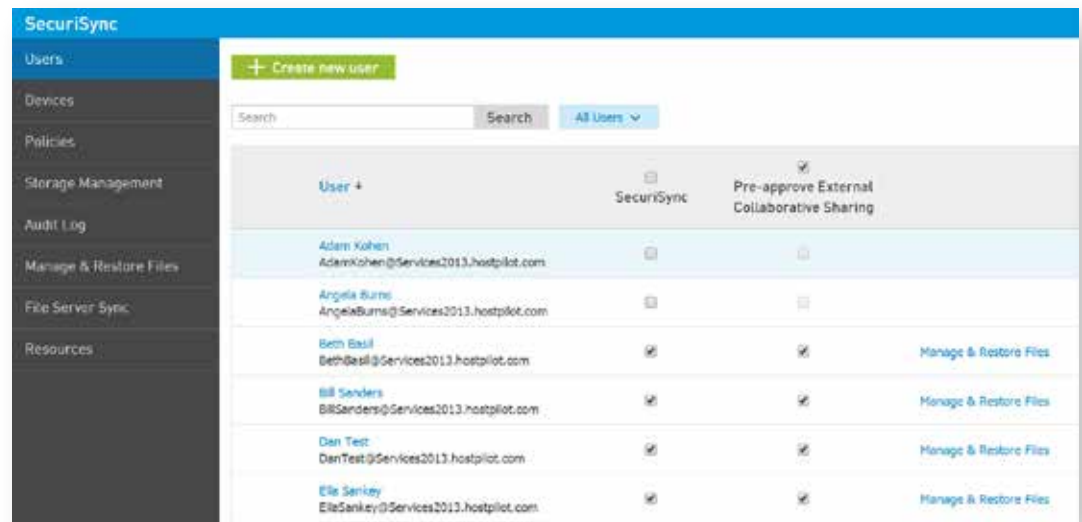 SecuriSync
Users
Devices
Policies
Storage Management
Audit Log
Manage & Restore Files
File Server Sync
Resources
+ Create new user
Search Search All Users
User
SecuriSync
Pre-approve External
Collaborative Sharing
Adam Kohen
AdamKohen@Services2013.hostpilot.com
Angela Burns
AngelaBurns@Services2013.hostpilot.com
Beth Basil
BethBasil@Services2013.hostpilot.com
Manage & Restore Files
Bill Sanders
BillSanders@Services2013.hostpilot.com
Manage & Restore Files
Dan Test
DanTest@Services2013.hostpilot.com
Manage & Restore Files
Ella Sankey
EllaSankey@Services2013.hostpilot.com
Manage & Restore Files